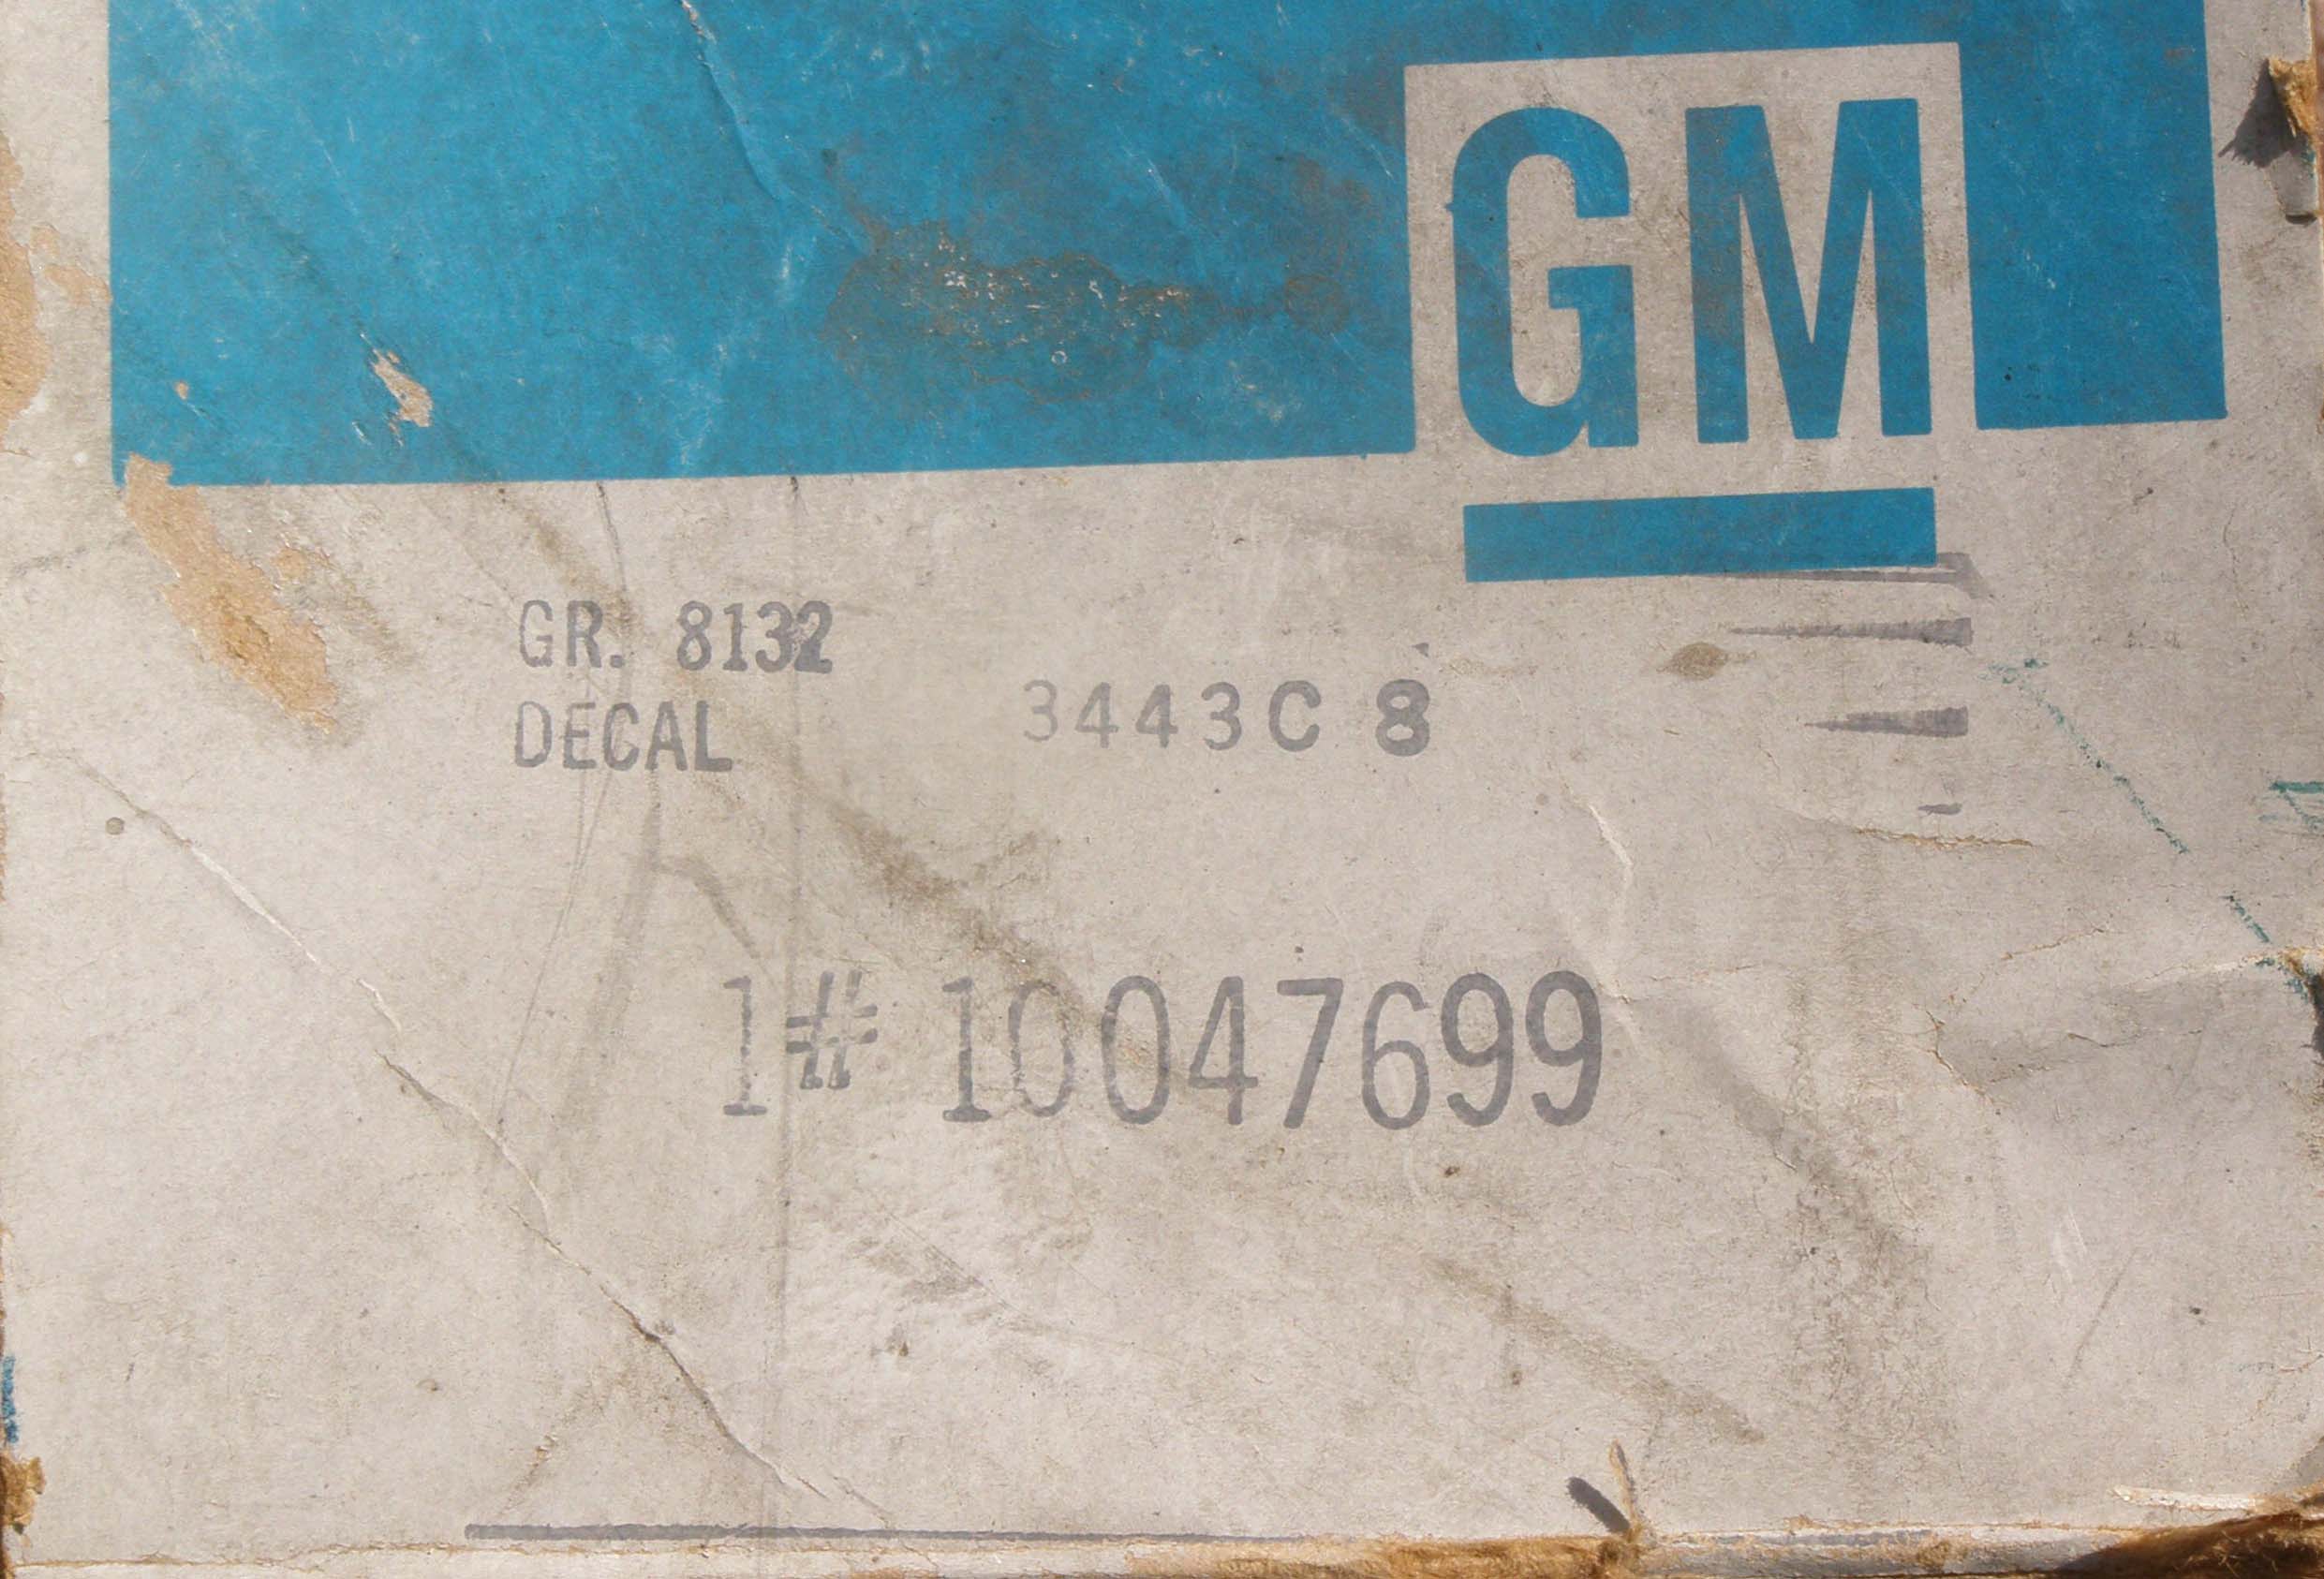 GM
GR. 8132
DECAL
3443C 8
1# 10047699